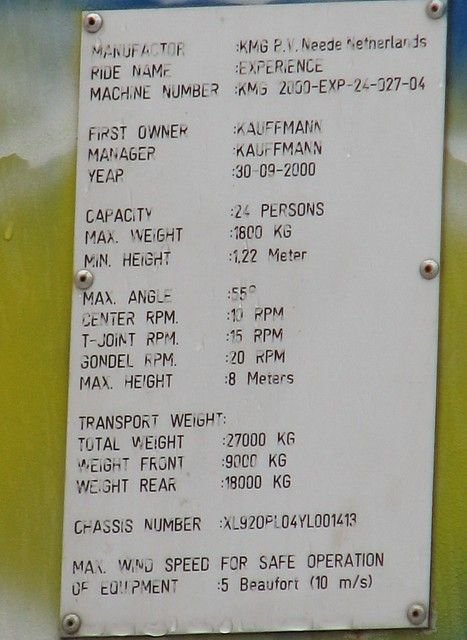 MANUFACTOR :KMG B.V. Neede Netherlands
RIDE NAME :EXPERIENCE
MACHINE NUMBER :KMG 2000-EXP-24-027-04
FIRST OWNER :KAUFFMANN
MANAGER :KAUFFMANN
YEAR :30-09-2000
CAPACITY :24 PERSONS
MAX. WEIGHT :1800 KG
MIN. HEIGHT :1,22 Meter
MAX. ANGLE :55°
CENTER RPM. :10 RPM
T-JOINT RPM. :15 RPM
GONDEL RPM. :20 RPM
MAX. HEIGHT :8 Meters
TRANSPORT WEIGHT:
TOTAL WEIGHT :27000 KG
WEIGHT FRONT :9000 KG
WEIGHT REAR :18000 KG
CHASSIS NUMBER :XL920PL04YL001413
MAX. WIND SPEED FOR SAFE OPERATION
OF EQUIPMENT :5 Beaufort (10 m/s)